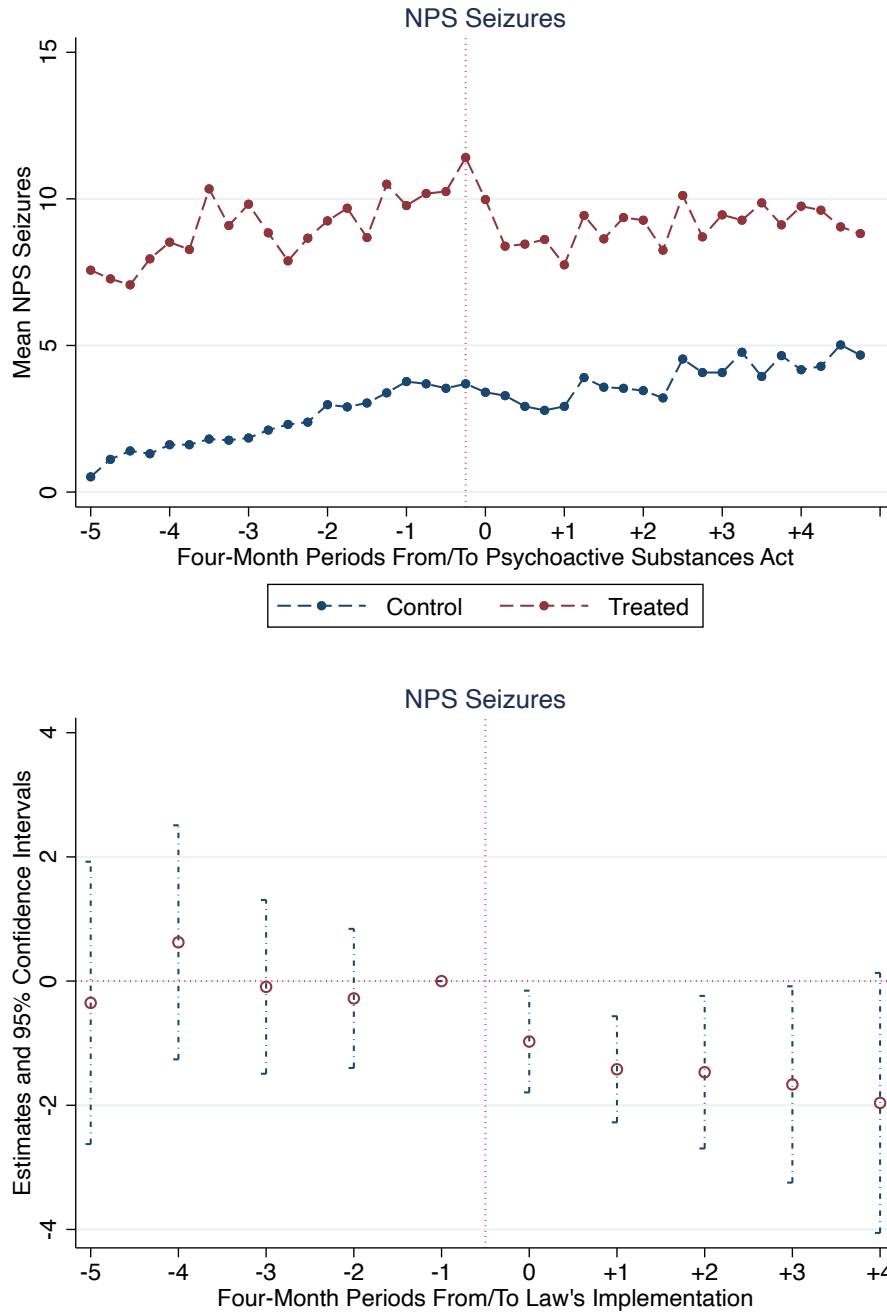 NPS Seizures
15
10
5
0
Mean NPS Seizures
-5 -4 -3 -2 -1 0 +1 +2 +3 +4
Four-Month Periods From/To Psychoactive Substances Act
Control Treated
NPS Seizures
4
2
0
-2
-4
Estimates and 95% Confidence Intervals
-5 -4 -3 -2 -1 0 +1 +2 +3 +4
Four-Month Periods From/To Law's Implementation